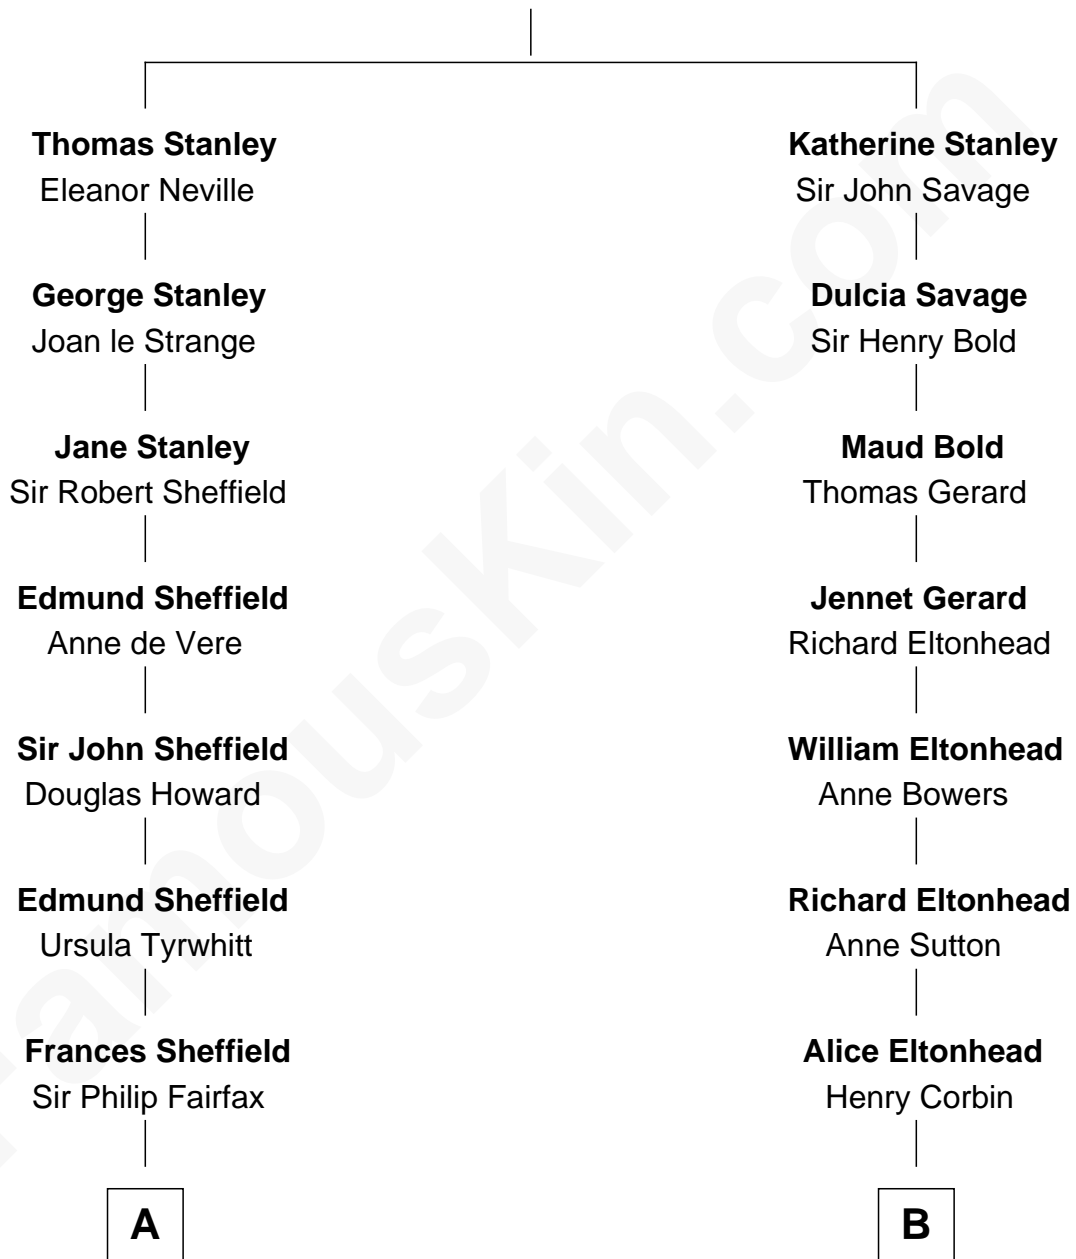 Thomas Stanley
Eleanor Neville
George Stanley
Joan le Strange
Jane Stanley
Sir Robert Sheffield
Edmund Sheffield
Anne de Vere
Sir John Sheffield
Douglas Howard
Edmund Sheffield
Ursula Tyrwhitt
Frances Sheffield
Sir Philip Fairfax
A
Katherine Stanley
Sir John Savage
Dulcia Savage
Sir Henry Bold
Maud Bold
Thomas Gerard
Jennet Gerard
Richard Eltonhead
William Eltonhead
Anne Bowers
Richard Eltonhead
Anne Sutton
Alice Eltonhead
Henry Corbin
B
FamousKin.com